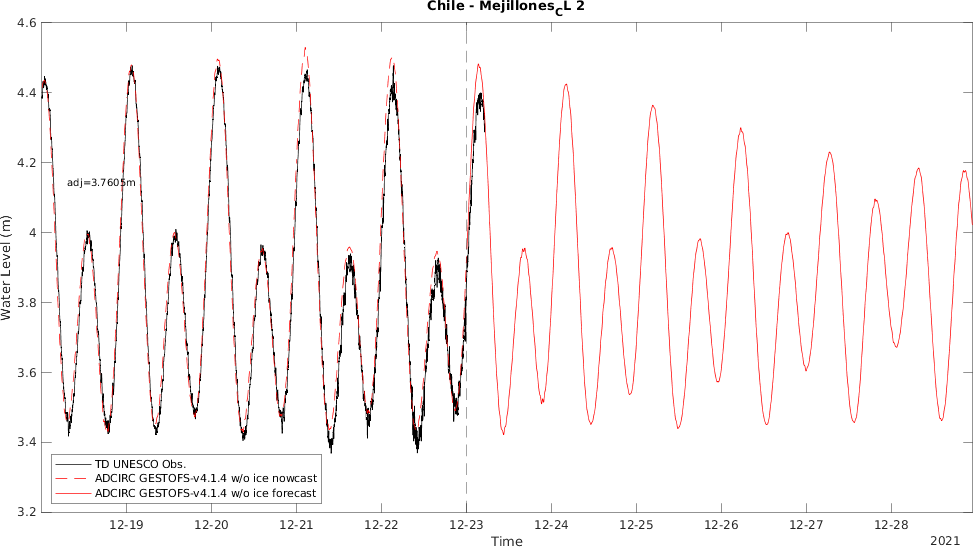 Chile - Mejillones_CL 2
4.6
4.4
4.2
4
3.8
3.6
3.4
3.2
Water Level (m)
adj=3.7605m
TD UNESCO Obs.
ADCIRC GESTOFS-v4.1.4 w/o ice nowcast
ADCIRC GESTOFS-v4.1.4 w/o ice forecast
12-19
12-20
12-21
12-22
12-23
12-24
12-25
12-26
12-27
12-28
Time
2021